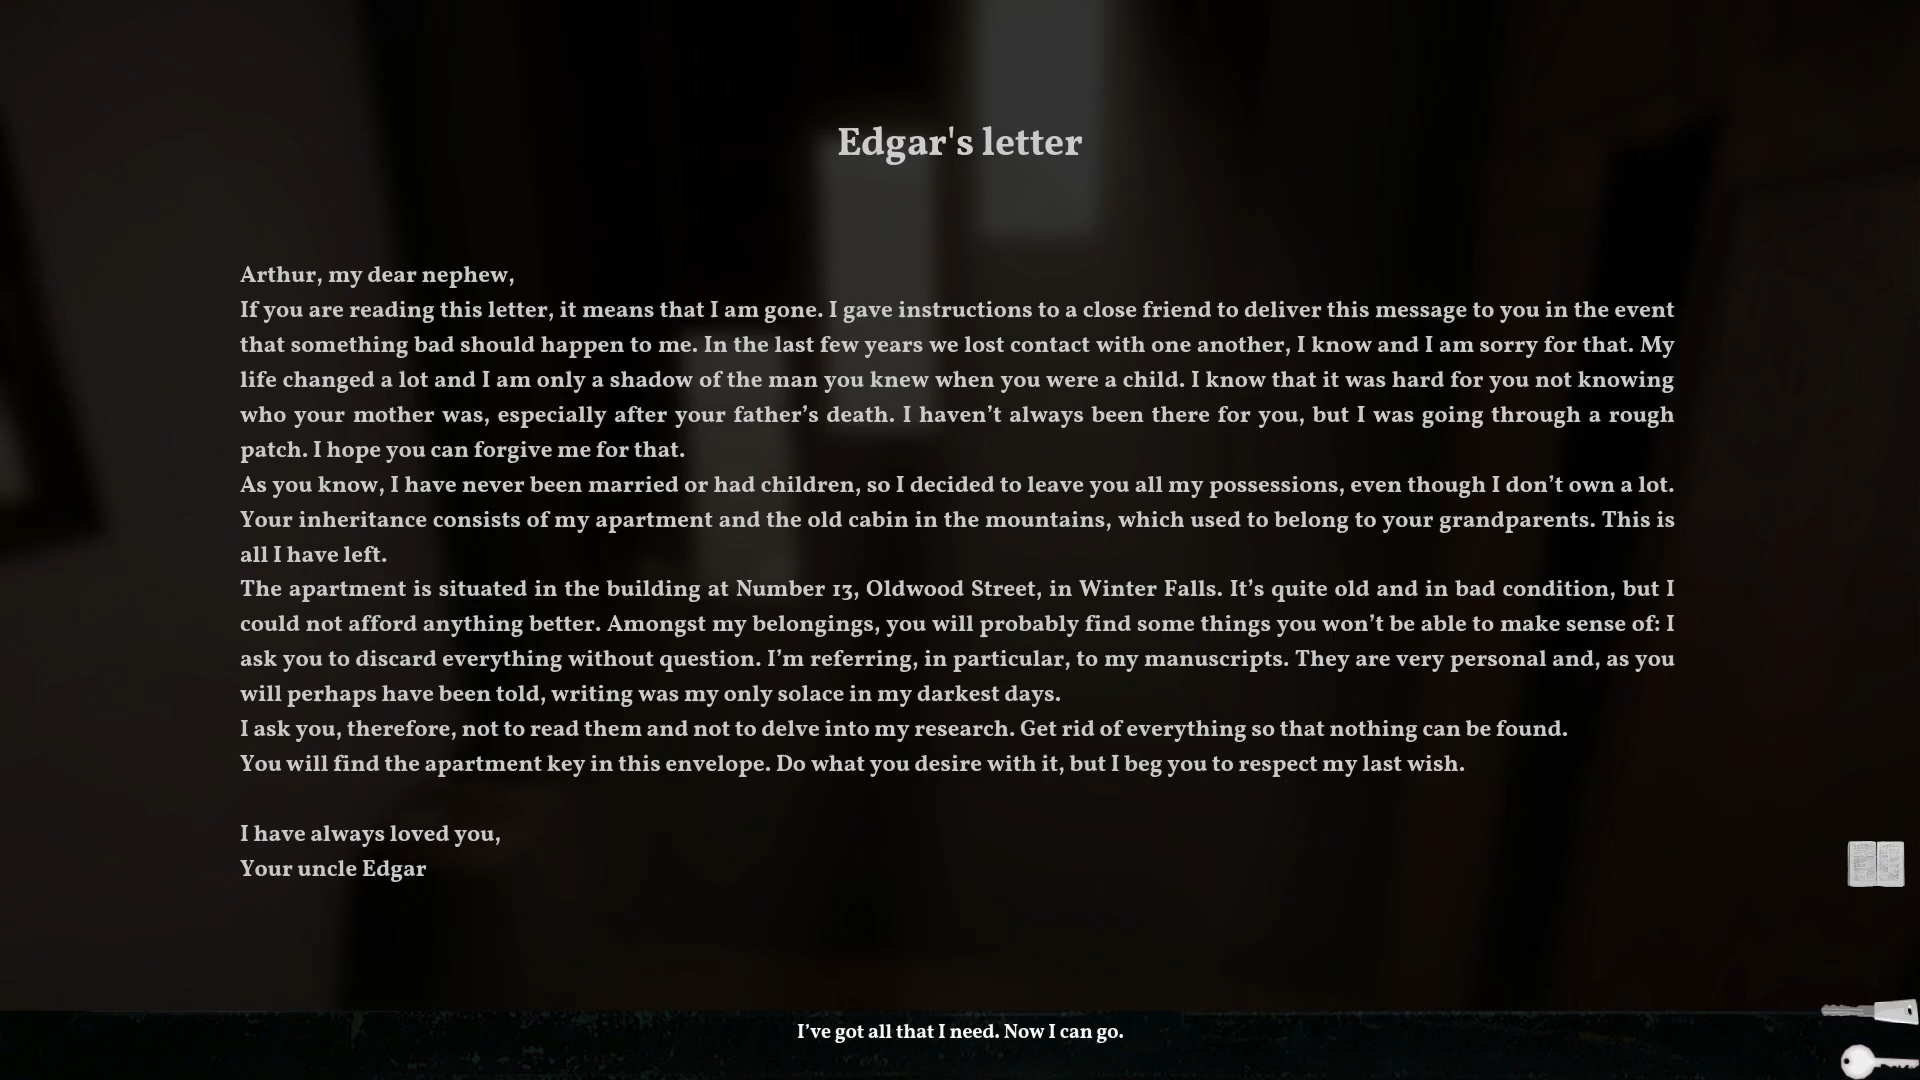 Edgar's letter
Arthur, my dear nephew,
If you are reading this letter, it means that I am gone. I gave instructions to a close friend to deliver this message to you in the event
that something bad should happen to me. In the last few years we lost contact with one another, I know and I am sorry for that. My
life changed a lot and I am only a shadow of the man you knew when you were a child. I know that it was hard for you not knowing
who your mother was, especially after your father’s death. I haven’t always been there for you, but I was going through a rough
patch. I hope you can forgive me for that.
As you know, I have never been married or had children, so I decided to leave you all my possessions, even though I don’t own a lot.
Your inheritance consists of my apartment and the old cabin in the mountains, which used to belong to your grandparents. This is
all I have left.
The apartment is situated in the building at Number 13, Oldwood Street, in Winter Falls. It’s quite old and in bad condition, but I
could not afford anything better. Amongst my belongings, you will probably find some things you won’t be able to make sense of: I
ask you to discard everything without question. I’m referring, in particular, to my manuscripts. They are very personal and, as you
will perhaps have been told, writing was my only solace in my darkest days.
I ask you, therefore, not to read them and not to delve into my research. Get rid of everything so that nothing can be found.
You will find the apartment key in this envelope. Do what you desire with it, but I beg you to respect my last wish.
I have always loved you,
Your uncle Edgar
I’ve got all that I need. Now I can go.